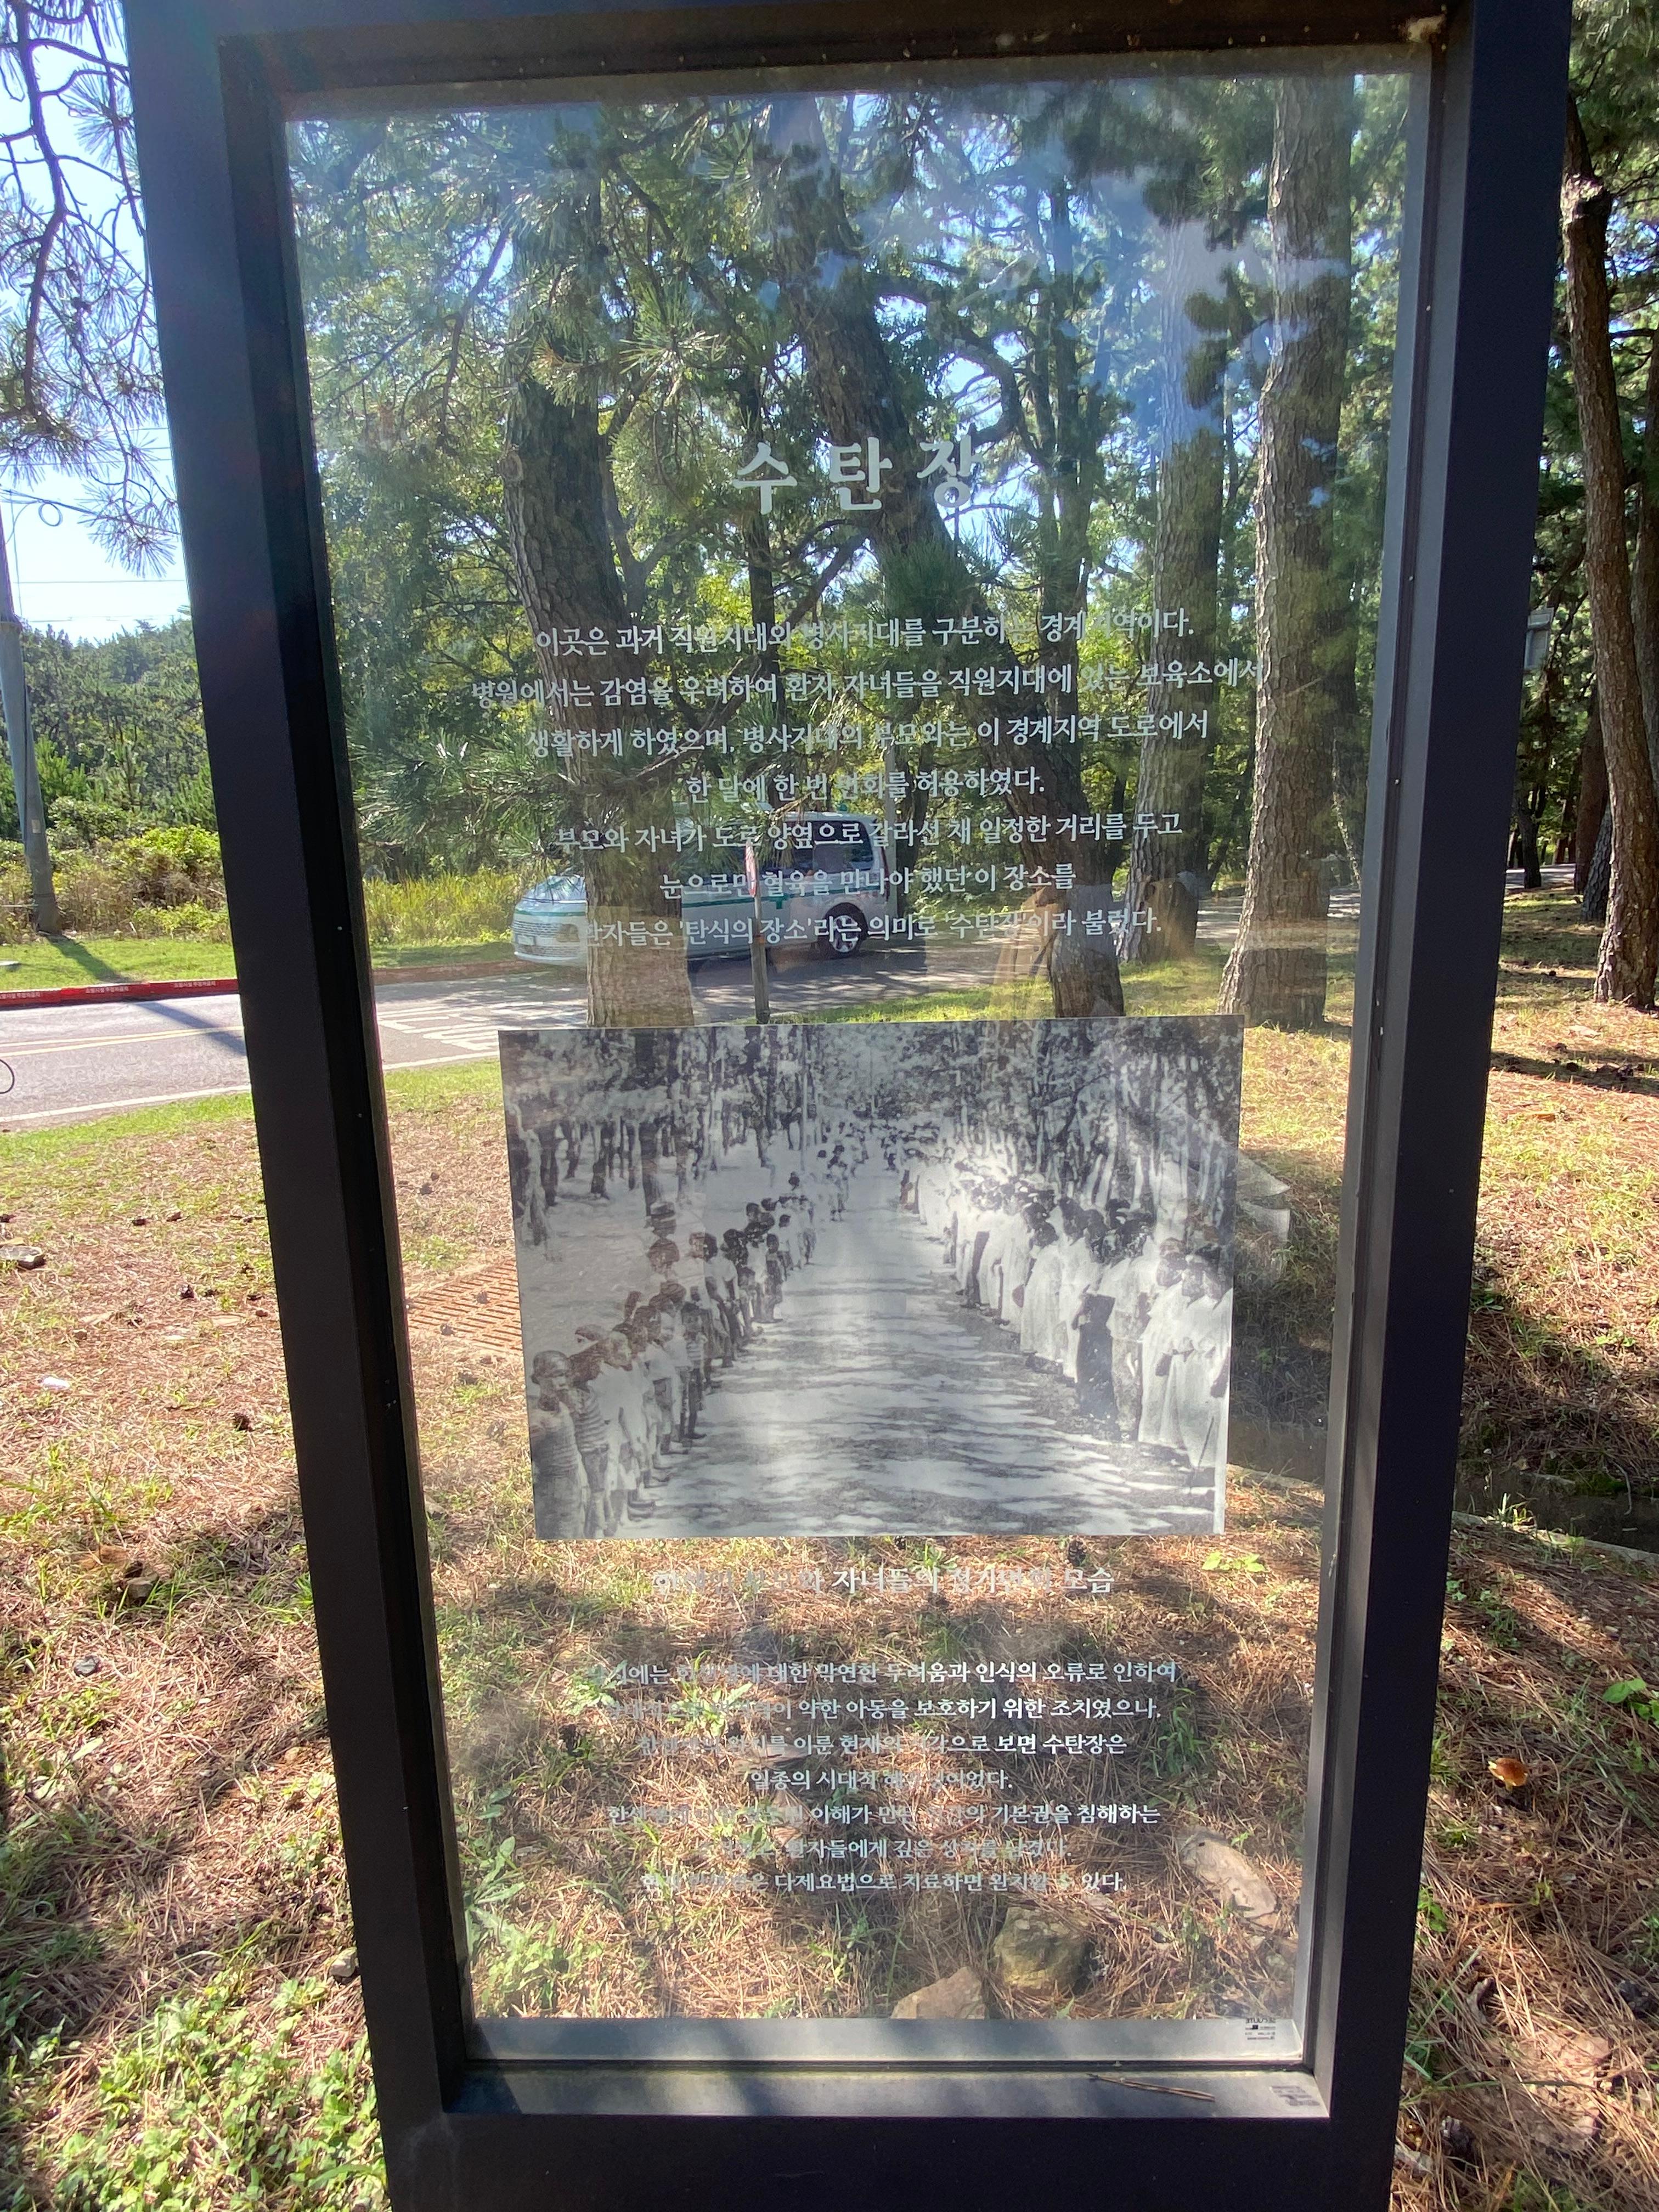 수탄장
이곳은 과거 직원지대와 병사지대를 구분하는 경계지역이다.
병원에서는 감염을 우려하여 환자 자녀들을 직원지대에 있는 보육소에서
생활하게 하였으며, 병사지대의 부모와는 이 경계지역 도로에서
한 달에 한 번 면회를 허용하였다.
부모와 자녀가 도로 양옆으로 갈라선 채 일정한 거리를 두고
눈으로만 혈육을 만나야 했던 이 장소를
환자들은 '탄식의 장소'라는 의미로 '수탄장'이라 불렀다.
자녀들의 정기면회 모습
대한 막연한 두려움과 인식의 오류로 인하여
약한 아동을 보호하기 위한 조치였으나,
이룬 현재의 시각으로 보면 수탄장은
일종의 시대적
이해가 만든 기본권을 침해하는
환자들에게 깊은 상처를 남겼다.
다제요법으로 치료하면 완치될 수 있다.